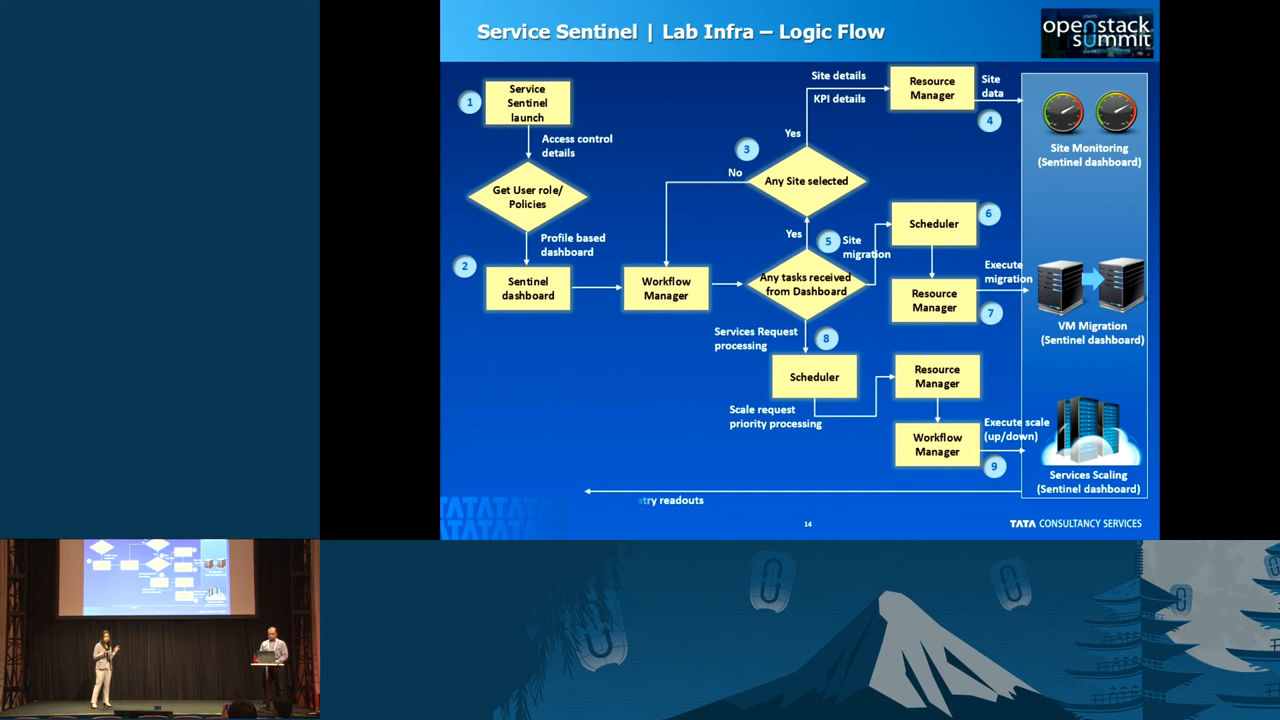 Service Sentinel | Lab Infra – Logic Flow
openstack
summit
1
Service
Sentinel
launch
Access control
details
Get User role/
Policies
Profile based
dashboard
2
Sentinel
dashboard
Workflow
Manager
3
No
Yes
Any Site selected
Site details
KPI details
Resource
Manager
Site
data
4
Site Monitoring
(Sentinel dashboard)
Yes
5
Site
migration
Any tasks received
from Dashboard
Scheduler
6
Resource
Manager
7
Execute
migration
VM Migration
(Sentinel dashboard)
Services Request
processing
8
Scheduler
Scale request
priority processing
Resource
Manager
Workflow
Manager
Execute scale
(up/down)
9
Services Scaling
(Sentinel dashboard)
readouts
TATATATATA
TATATATATA
14
TATA CONSULTANCY SERVICES